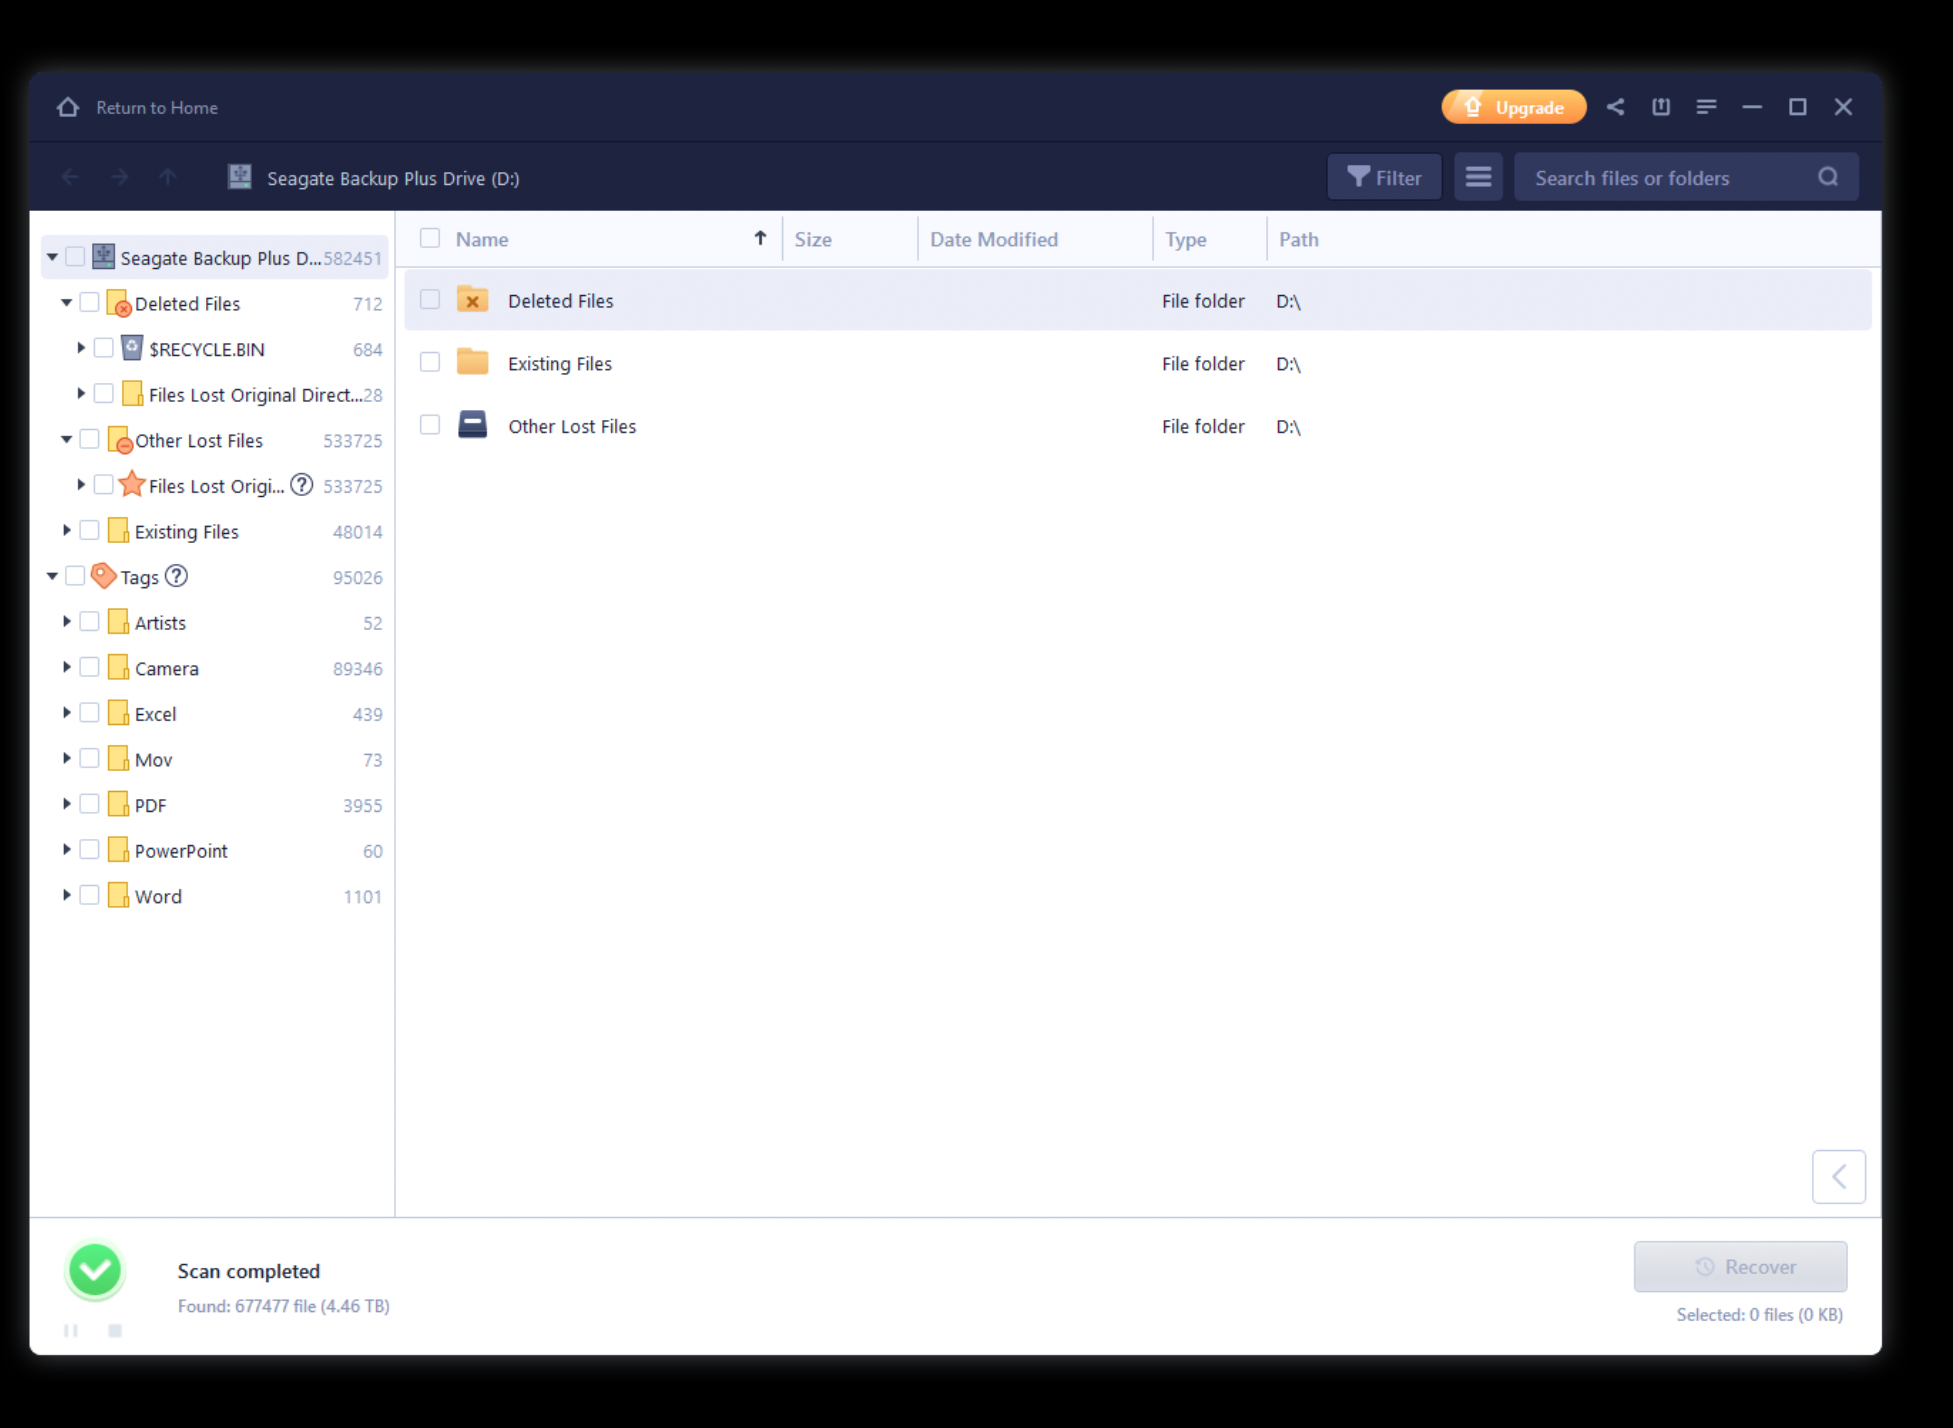 Return to Home
Upgrade
Seagate Backup Plus Drive (D:)
Filter
Search files or folders
Name Size Date Modified Type Path
Seagate Backup Plus D... 582451
Deleted Files 712
$RECYCLE.BIN 684
Files Lost Original Direct... 28
Other Lost Files 533725
Files Lost Origi... ? 533725
Existing Files 48014
Tags ? 95026
Artists 52
Camera 89346
Excel 439
Mov 73
PDF 3955
PowerPoint 60
Word 1101
Deleted Files File folder D:\
Existing Files File folder D:\
Other Lost Files File folder D:\
Scan completed
Found: 677477 file (4.46 TB)
Recover
Selected: 0 files (0 KB)